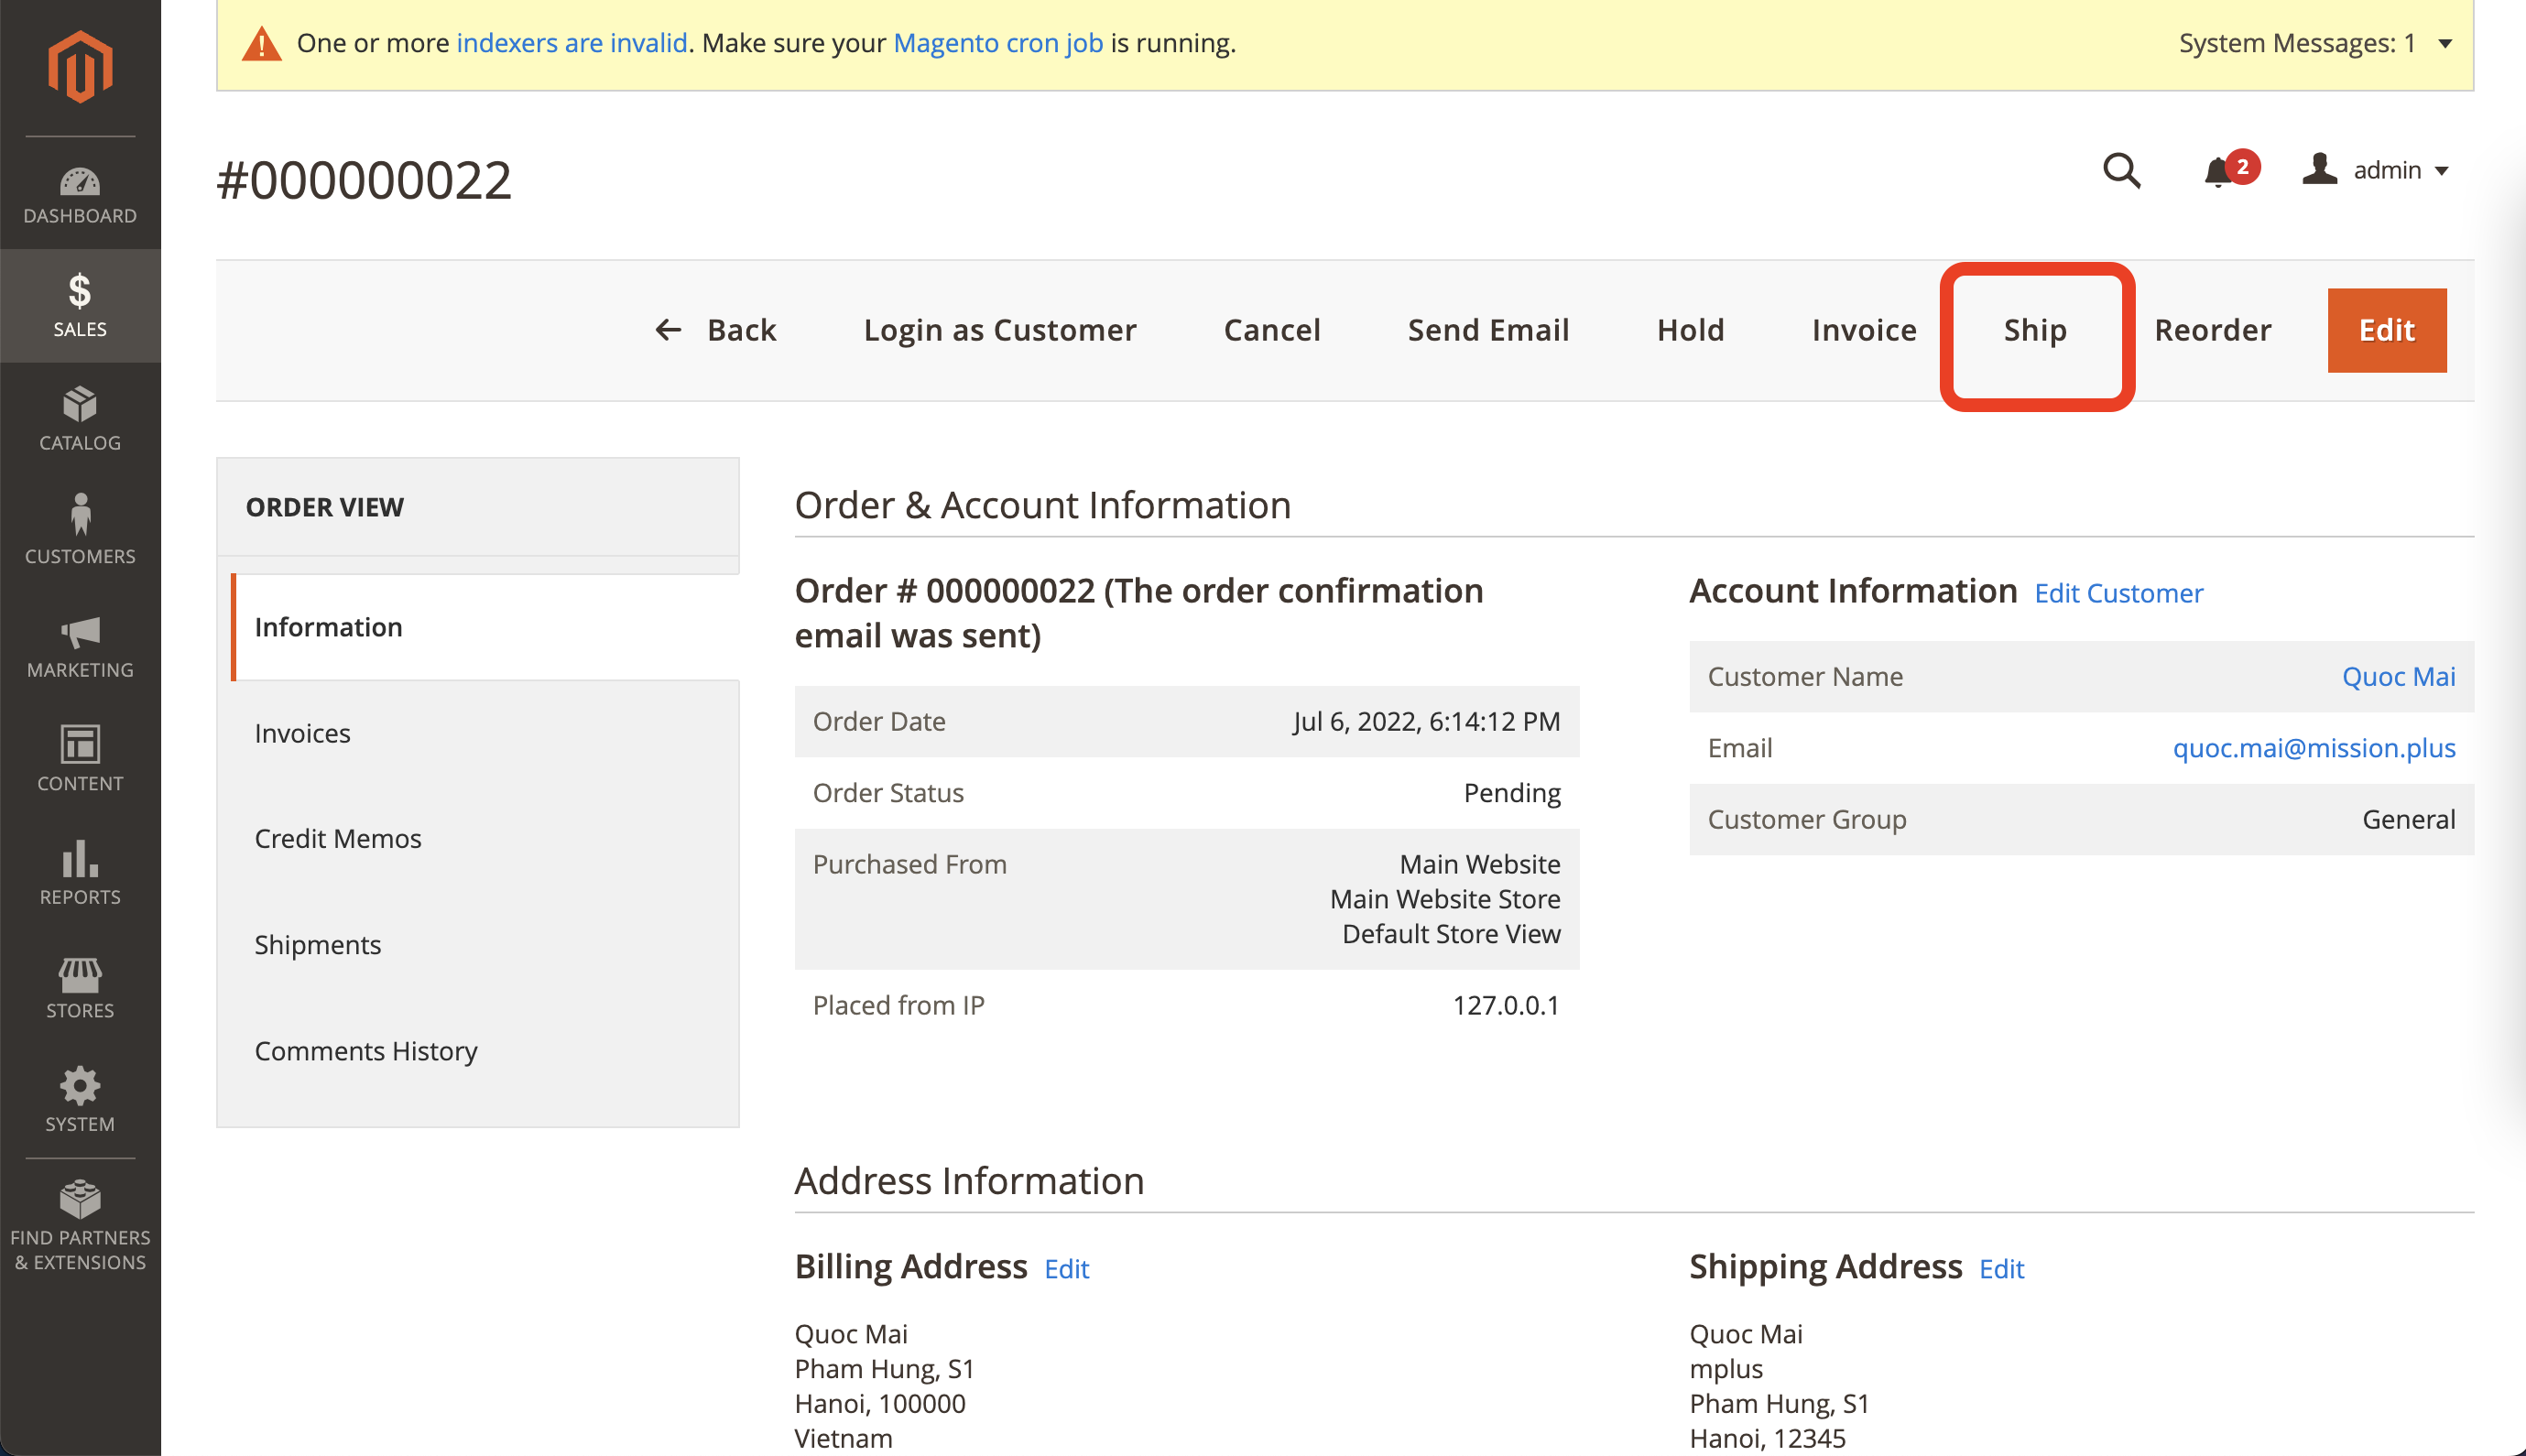 One or more indexers are invalid. Make sure your Magento cron job is running.
System Messages: 1
#000000022
2
admin
DASHBOARD
$
SALES
CATALOG
CUSTOMERS
MARKETING
CONTENT
REPORTS
STORES
SYSTEM
FIND PARTNERS
& EXTENSIONS
← Back Login as Customer Cancel Send Email Hold Invoice Ship Reorder Edit
ORDER VIEW
Information
Invoices
Credit Memos
Shipments
Comments History
Order & Account Information
Order # 000000022 (The order confirmation
email was sent)
Order Date Jul 6, 2022, 6:14:12 PM
Order Status Pending
Purchased From Main Website
Main Website Store
Default Store View
Placed from IP 127.0.0.1
Account Information Edit Customer
Customer Name Quoc Mai
Email quoc.mai@mission.plus
Customer Group General
Address Information
Billing Address Edit
Quoc Mai
Pham Hung, S1
Hanoi, 100000
Vietnam
Shipping Address Edit
Quoc Mai
mplus
Pham Hung, S1
Hanoi, 12345